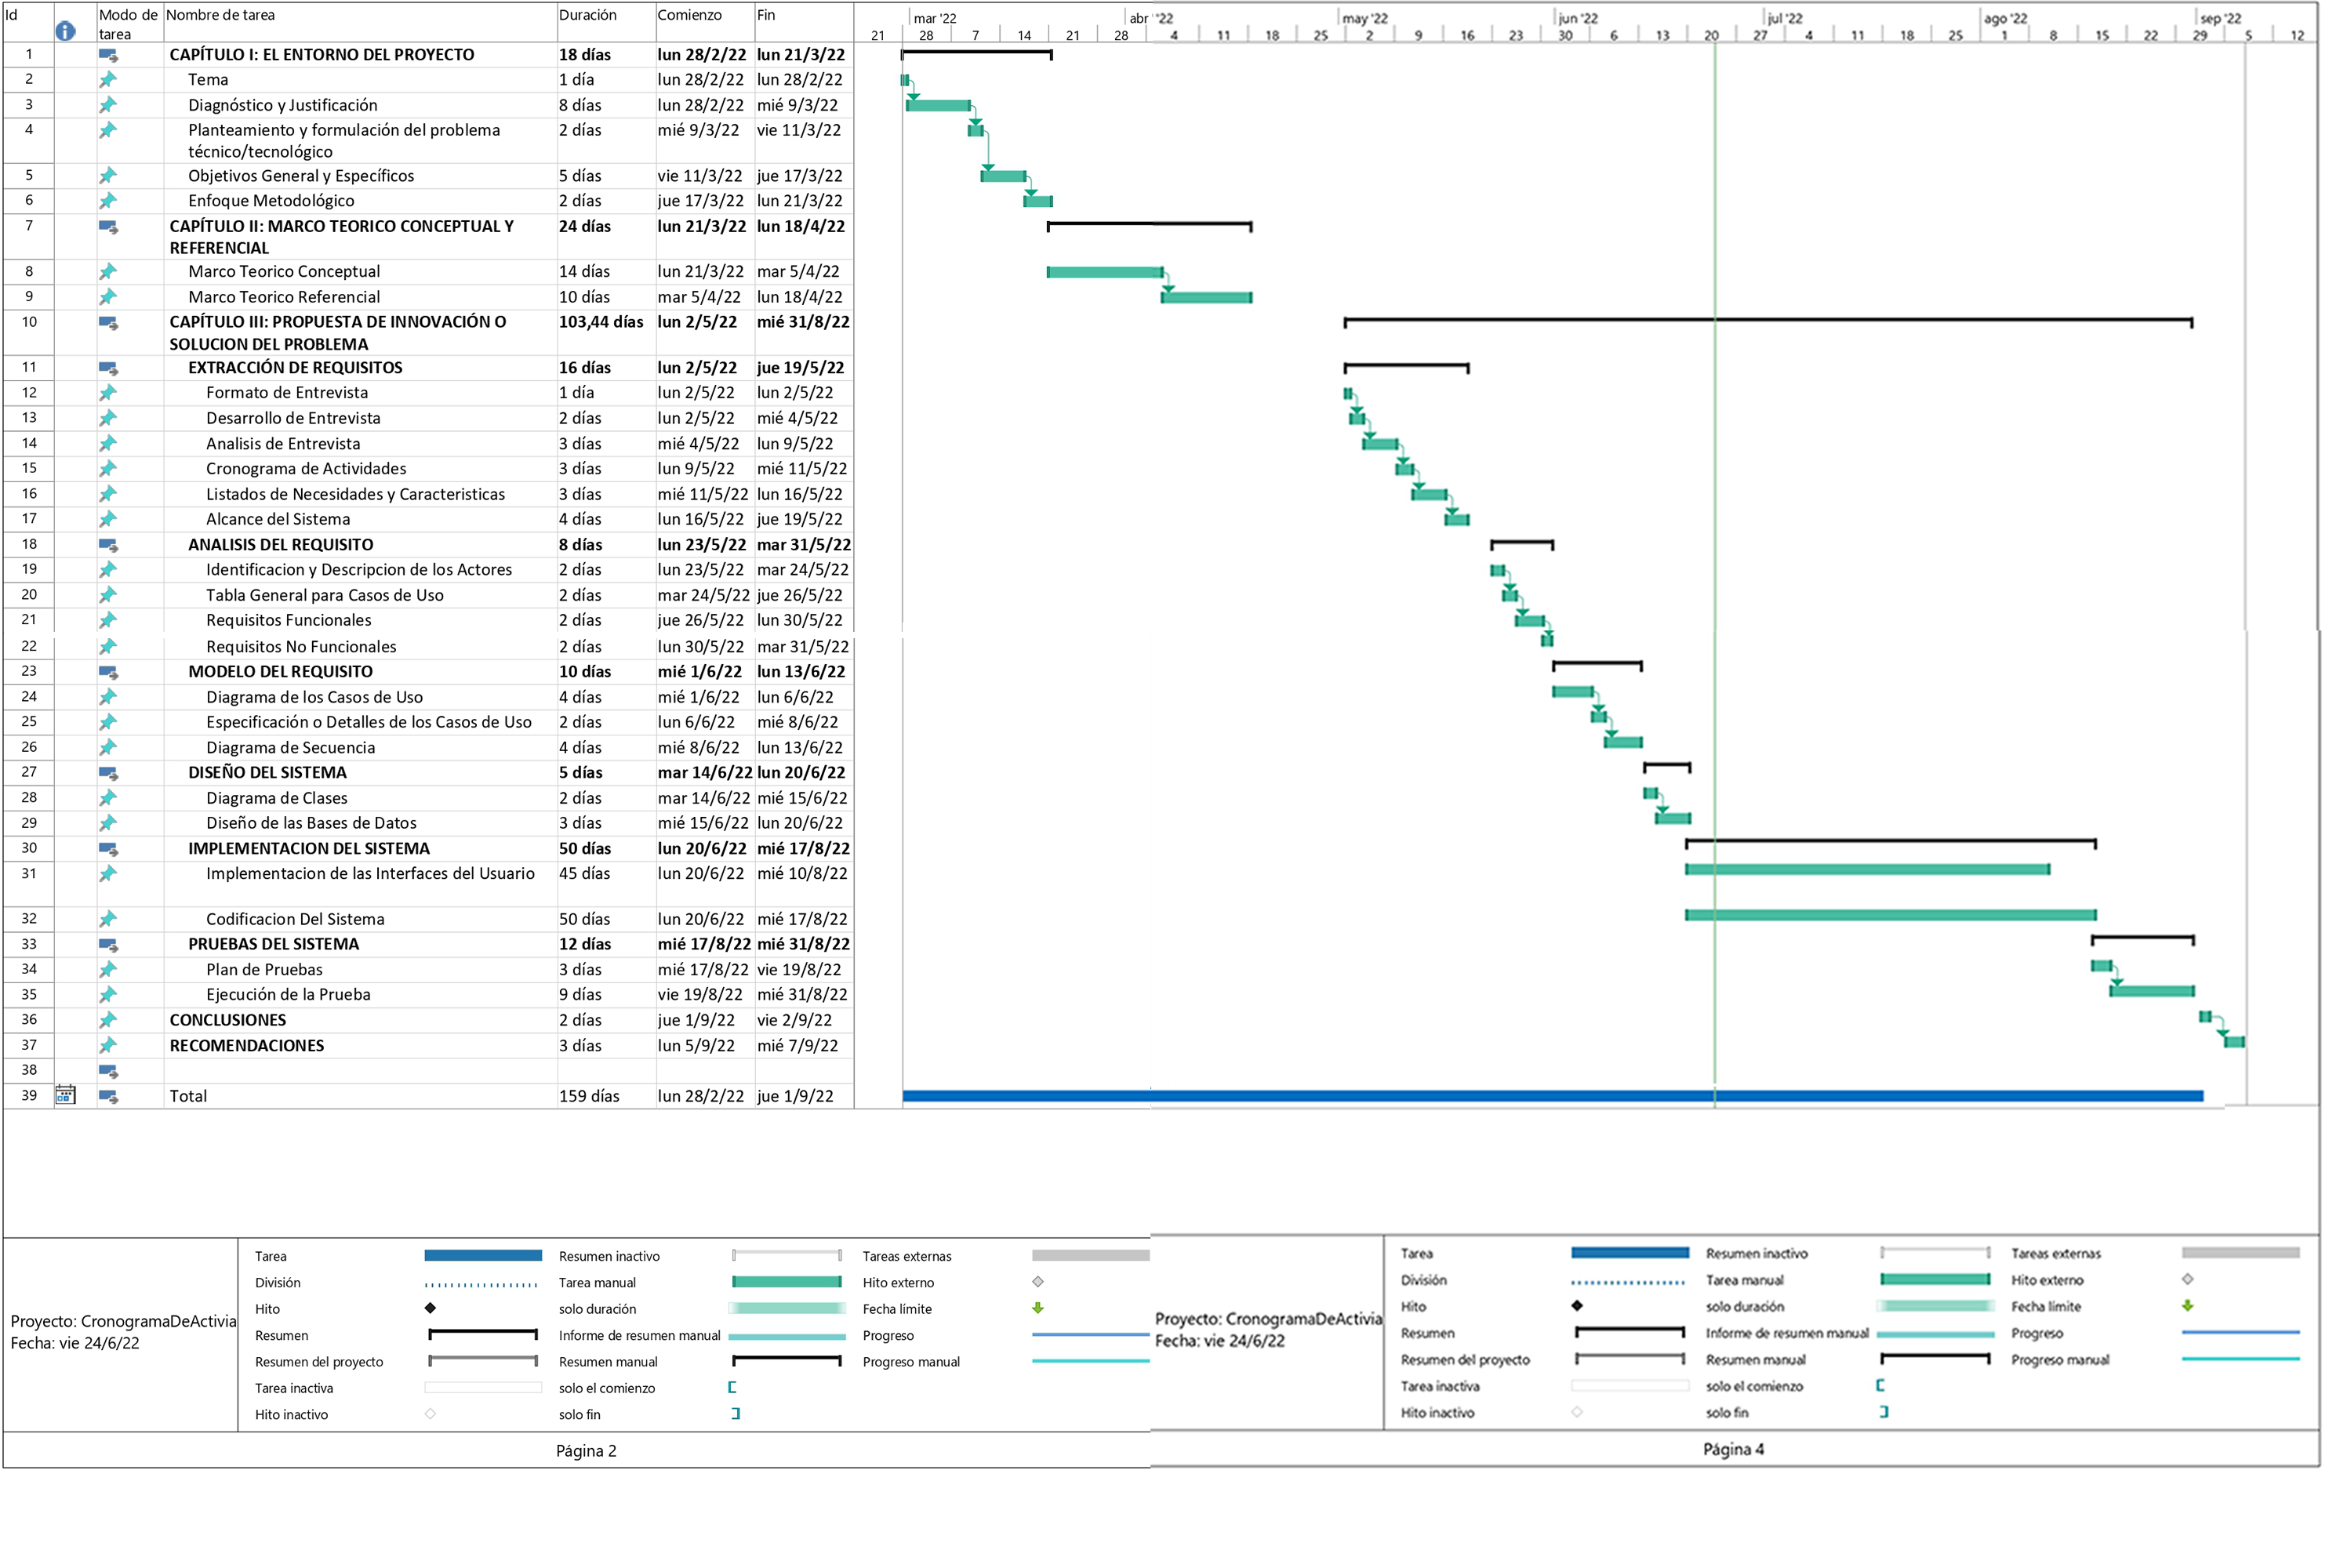 Id Modo de tarea Nombre de tarea Duración Comienzo Fin
mar '22 abr '22 may '22 jun '22 jul '22 ago '22 sep '22
21 28 7 14 21 28 4 11 18 25 2 9 16 23 30 6 13 20 27 4 11 18 25 1 8 15 22 29 5 12
1 CAPÍTULO I: EL ENTORNO DEL PROYECTO 18 días lun 28/2/22 lun 21/3/22
2 Tema 1 día lun 28/2/22 lun 28/2/22
3 Diagnóstico y Justificación 8 días lun 28/2/22 mié 9/3/22
4 Planteamiento y formulación del problema 2 días mié 9/3/22 vie 11/3/22
técnico/tecnológico
5 Objetivos General y Específicos 5 días vie 11/3/22 jue 17/3/22
6 Enfoque Metodológico 2 días jue 17/3/22 lun 21/3/22
7 CAPÍTULO II: MARCO TEORICO CONCEPTUAL Y 24 días lun 21/3/22 lun 18/4/22
REFERENCIAL
8 Marco Teorico Conceptual 14 días lun 21/3/22 mar 5/4/22
9 Marco Teorico Referencial 10 días mar 5/4/22 lun 18/4/22
10 CAPÍTULO III: PROPUESTA DE INNOVACIÓN O 103,44 días lun 2/5/22 mié 31/8/22
SOLUCION DEL PROBLEMA
11 EXTRACCIÓN DE REQUISITOS 16 días lun 2/5/22 jue 19/5/22
12 Formato de Entrevista 1 día lun 2/5/22 lun 2/5/22
13 Desarrollo de Entrevista 2 días lun 2/5/22 mié 4/5/22
14 Analisis de Entrevista 3 días mié 4/5/22 lun 9/5/22
15 Cronograma de Actividades 3 días lun 9/5/22 mié 11/5/22
16 Listados de Necesidades y Caracteristicas 3 días mié 11/5/22 lun 16/5/22
17 Alcance del Sistema 4 días lun 16/5/22 jue 19/5/22
18 ANALISIS DEL REQUISITO 8 días lun 23/5/22 mar 31/5/22
19 Identificacion y Descripcion de los Actores 2 días lun 23/5/22 mar 24/5/22
20 Tabla General para Casos de Uso 2 días mar 24/5/22 jue 26/5/22
21 Requisitos Funcionales 2 días jue 26/5/22 lun 30/5/22
22 Requisitos No Funcionales 2 días lun 30/5/22 mar 31/5/22
23 MODELO DEL REQUISITO 10 días mié 1/6/22 lun 13/6/22
24 Diagrama de los Casos de Uso 4 días mié 1/6/22 lun 6/6/22
25 Especificación o Detalles de los Casos de Uso 2 días lun 6/6/22 mié 8/6/22
26 Diagrama de Secuencia 4 días mié 8/6/22 lun 13/6/22
27 DISEÑO DEL SISTEMA 5 días mar 14/6/22 lun 20/6/22
28 Diagrama de Clases 2 días mar 14/6/22 mié 15/6/22
29 Diseño de las Bases de Datos 3 días mié 15/6/22 lun 20/6/22
30 IMPLEMENTACION DEL SISTEMA 50 días lun 20/6/22 mié 17/8/22
31 Implementacion de las Interfaces del Usuario 45 días lun 20/6/22 mié 10/8/22
32 Codificacion Del Sistema 50 días lun 20/6/22 mié 17/8/22
33 PRUEBAS DEL SISTEMA 12 días mié 17/8/22 mié 31/8/22
34 Plan de Pruebas 3 días mié 17/8/22 vie 19/8/22
35 Ejecución de la Prueba 9 días vie 19/8/22 mié 31/8/22
36 CONCLUSIONES 2 días jue 1/9/22 vie 2/9/22
37 RECOMENDACIONES 3 días lun 5/9/22 mié 7/9/22
38
39 Total 159 días lun 28/2/22 jue 1/9/22
Proyecto: CronogramaDeActivia
Fecha: vie 24/6/22
Tarea Resumen inactivo Tareas externas
División Tarea manual Hito externo
Hito solo duración Fecha límite
Resumen Informe de resumen manual Progreso
Resumen del proyecto Resumen manual Progreso manual
Tarea inactiva solo el comienzo
Hito inactivo solo fin
Página 2
Proyecto: CronogramaDeActivia
Fecha: vie 24/6/22
Tarea Resumen inactivo Tareas externas
División Tarea manual Hito externo
Hito solo duración Fecha límite
Resumen Informe de resumen manual Progreso
Resumen del proyecto Resumen manual Progreso manual
Tarea inactiva solo el comienzo
Hito inactivo solo fin
Página 4